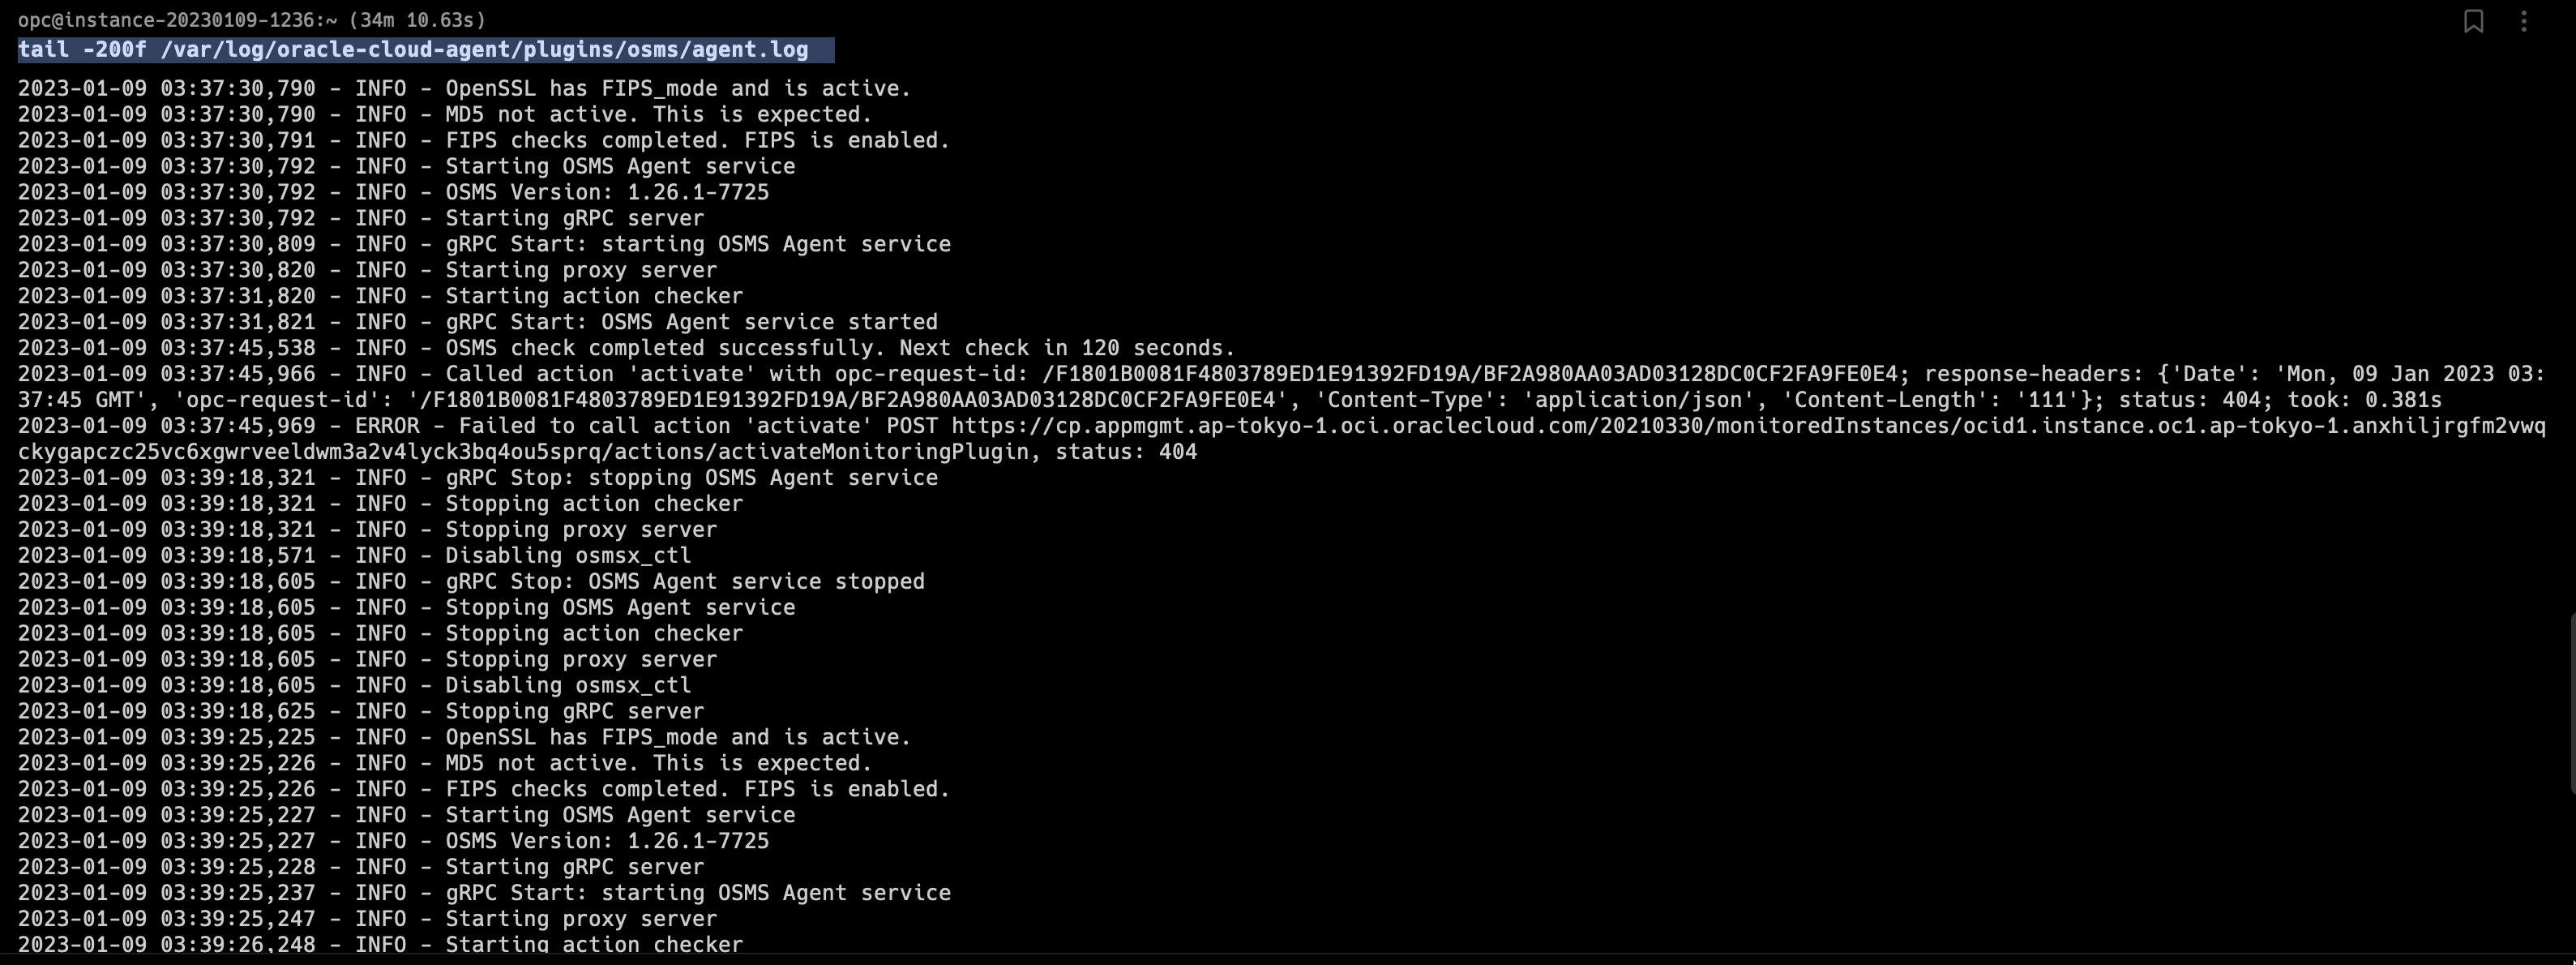 opc@instance-20230109-1236:~ (34m 10.63s)
tail -200f /var/log/oracle-cloud-agent/plugins/osms/agent.log
2023-01-09 03:37:30,790 - INFO - OpenSSL has FIPS_mode and is active.
2023-01-09 03:37:30,790 - INFO - MD5 not active. This is expected.
2023-01-09 03:37:30,791 - INFO - FIPS checks completed. FIPS is enabled.
2023-01-09 03:37:30,792 - INFO - Starting OSMS Agent service
2023-01-09 03:37:30,792 - INFO - OSMS Version: 1.26.1-7725
2023-01-09 03:37:30,792 - INFO - Starting gRPC server
2023-01-09 03:37:30,809 - INFO - gRPC Start: starting OSMS Agent service
2023-01-09 03:37:30,820 - INFO - Starting proxy server
2023-01-09 03:37:31,820 - INFO - Starting action checker
2023-01-09 03:37:31,821 - INFO - gRPC Start: OSMS Agent service started
2023-01-09 03:37:45,538 - INFO - OSMS check completed successfully. Next check in 120 seconds.
2023-01-09 03:37:45,966 - INFO - Called action 'activate' with opc-request-id: /F1801B0081F4803789ED1E91392FD19A/BF2A980AA03AD03128DC0CF2FA9FE0E4; response-headers: {'Date': 'Mon, 09 Jan 2023 03:
37:45 GMT', 'opc-request-id': '/F1801B0081F4803789ED1E91392FD19A/BF2A980AA03AD03128DC0CF2FA9FE0E4', 'Content-Type': 'application/json', 'Content-Length': '111'}; status: 404; took: 0.381s
2023-01-09 03:37:45,969 - ERROR - Failed to call action 'activate' POST https://cp.appmgmt.ap-tokyo-1.oci.oraclecloud.com/20210330/monitoredInstances/ocid1.instance.oc1.ap-tokyo-1.anxhiljrgfm2vwq
ckygapczc25vc6xgwrveeldwm3a2v4lyck3bq4ou5sprq/actions/activateMonitoringPlugin, status: 404
2023-01-09 03:39:18,321 - INFO - gRPC Stop: stopping OSMS Agent service
2023-01-09 03:39:18,321 - INFO - Stopping action checker
2023-01-09 03:39:18,321 - INFO - Stopping proxy server
2023-01-09 03:39:18,571 - INFO - Disabling osmsx_ctl
2023-01-09 03:39:18,605 - INFO - gRPC Stop: OSMS Agent service stopped
2023-01-09 03:39:18,605 - INFO - Stopping OSMS Agent service
2023-01-09 03:39:18,605 - INFO - Stopping action checker
2023-01-09 03:39:18,605 - INFO - Stopping proxy server
2023-01-09 03:39:18,605 - INFO - Disabling osmsx_ctl
2023-01-09 03:39:18,625 - INFO - Stopping gRPC server
2023-01-09 03:39:25,225 - INFO - OpenSSL has FIPS_mode and is active.
2023-01-09 03:39:25,226 - INFO - MD5 not active. This is expected.
2023-01-09 03:39:25,226 - INFO - FIPS checks completed. FIPS is enabled.
2023-01-09 03:39:25,227 - INFO - Starting OSMS Agent service
2023-01-09 03:39:25,227 - INFO - OSMS Version: 1.26.1-7725
2023-01-09 03:39:25,228 - INFO - Starting gRPC server
2023-01-09 03:39:25,237 - INFO - gRPC Start: starting OSMS Agent service
2023-01-09 03:39:25,247 - INFO - Starting proxy server
2023-01-09 03:39:26,248 - INFO - Starting action checker